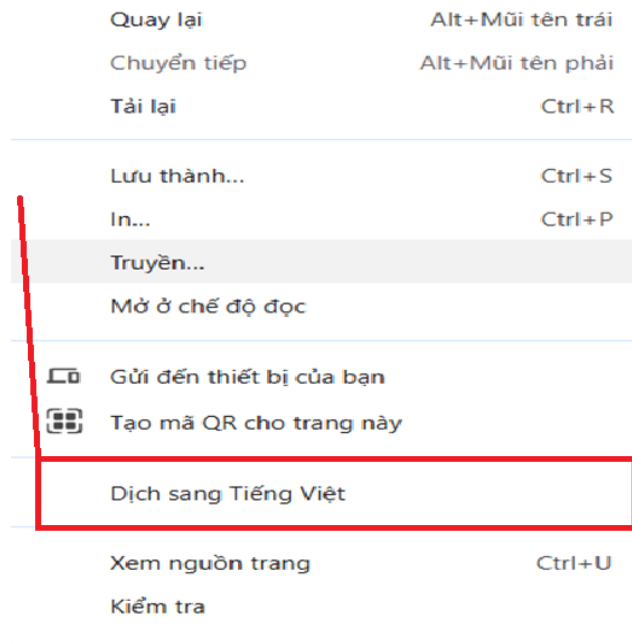 Quay lại Alt+Mũi tên trái
Chuyển tiếp Alt+Mũi tên phải
Tải lại Ctrl+R
Lưu thành... Ctrl+S
In... Ctrl+P
Truyền...
Mở ở chế độ đọc
Gửi đến thiết bị của bạn
Tạo mã QR cho trang này
Dịch sang Tiếng Việt
Xem nguồn trang Ctrl+U
Kiểm tra